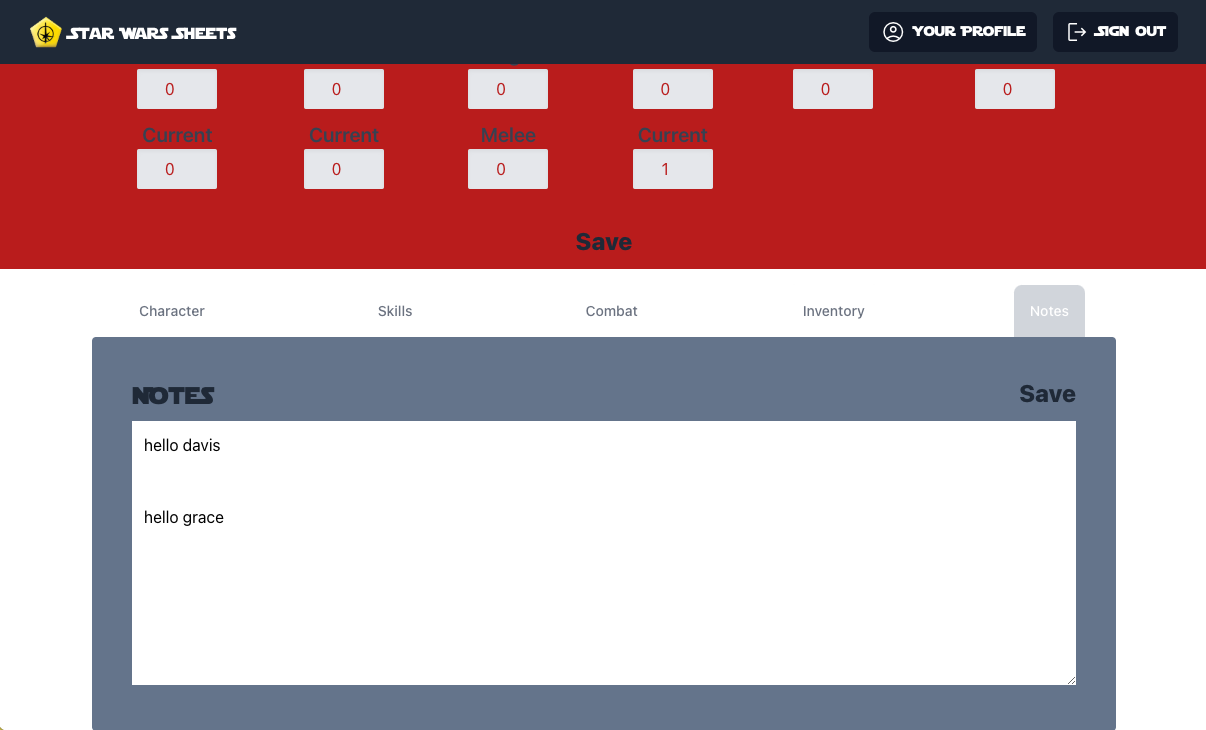 STAR WARS SHEETS YOUR PROFILE SIGN OUT
0 0 0 0 0 0
Current Current Melee Current
0 0 0 1
Save
Character Skills Combat Inventory Notes
NOTES Save
hello davis
hello grace